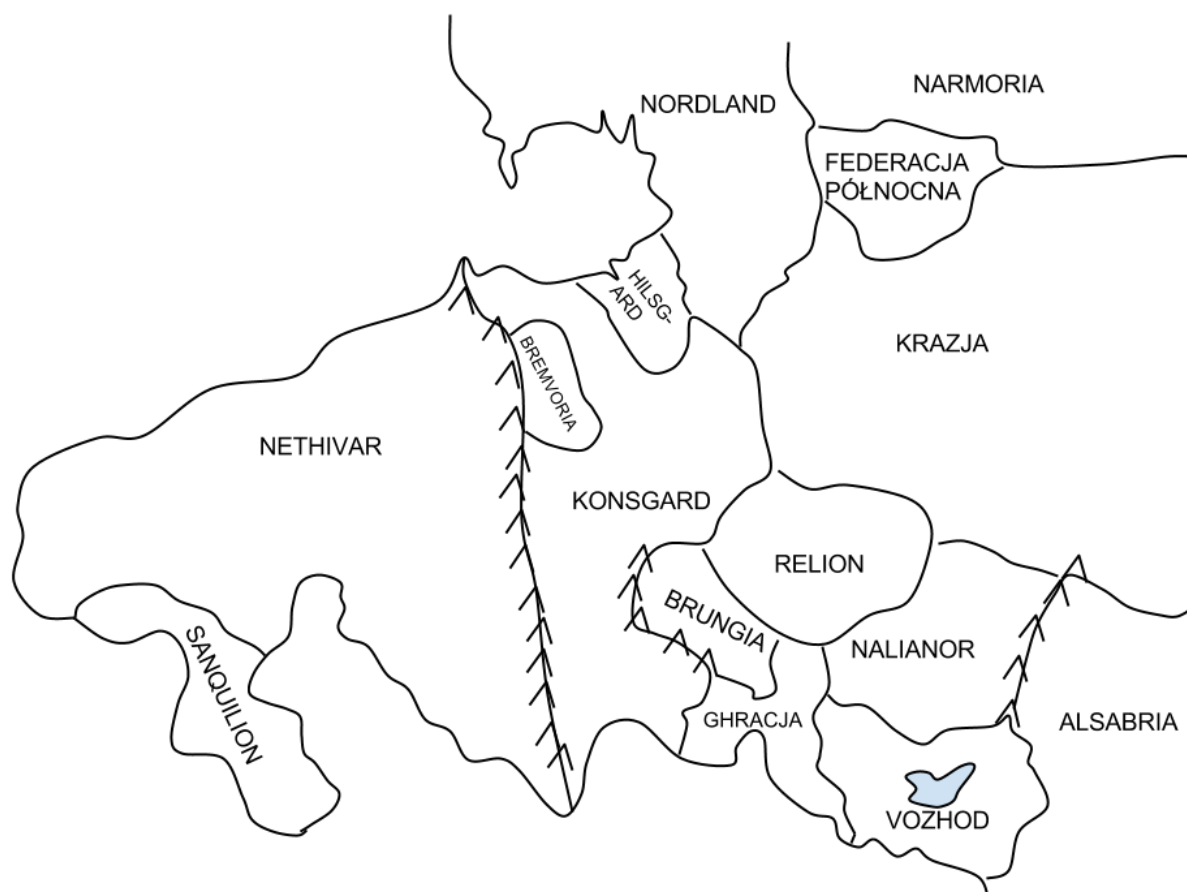 NARMORIA
NORDLAND
FEDERACJA
PÓŁNOCNA
HILSG-
ARD
KRAZJA
BREMVORIA
NETHIVAR
KONSGARD
RELION
BRUNGIA
SANQUILION
NALIANOR
GHRACJA
ALSABRIA
VOZHOD